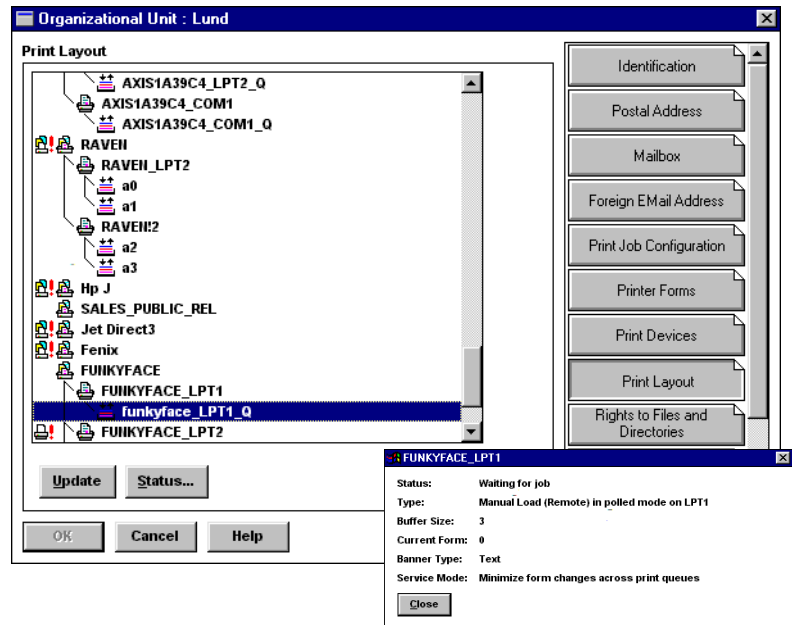 Organizational Unit : Lund
Print Layout
AXIS1A39C4_LPT2_Q
AXIS1A39C4_COM1
AXIS1A39C4_COM1_Q
RAVEN
RAVEN_LPT2
a0
a1
RAVEN!2
a2
a3
Hp J
SALES_PUBLIC_REL
Jet Direct3
Fenix
FUNKYFACE
FUNKYFACE_LPT1
funkyface_LPT1_Q
FUNKYFACE_LPT2
Update
Status...
OK
Cancel
Help
Identification
Postal Address
Mailbox
Foreign EMail Address
Print Job Configuration
Printer Forms
Print Devices
Print Layout
Rights to Files and
Directories
FUNKYFACE_LPT1
Status: Waiting for job
Type: Manual Load (Remote) in polled mode on LPT1
Buffer Size: 3
Current Form: 0
Banner Type: Text
Service Mode: Minimize form changes across print queues
Close